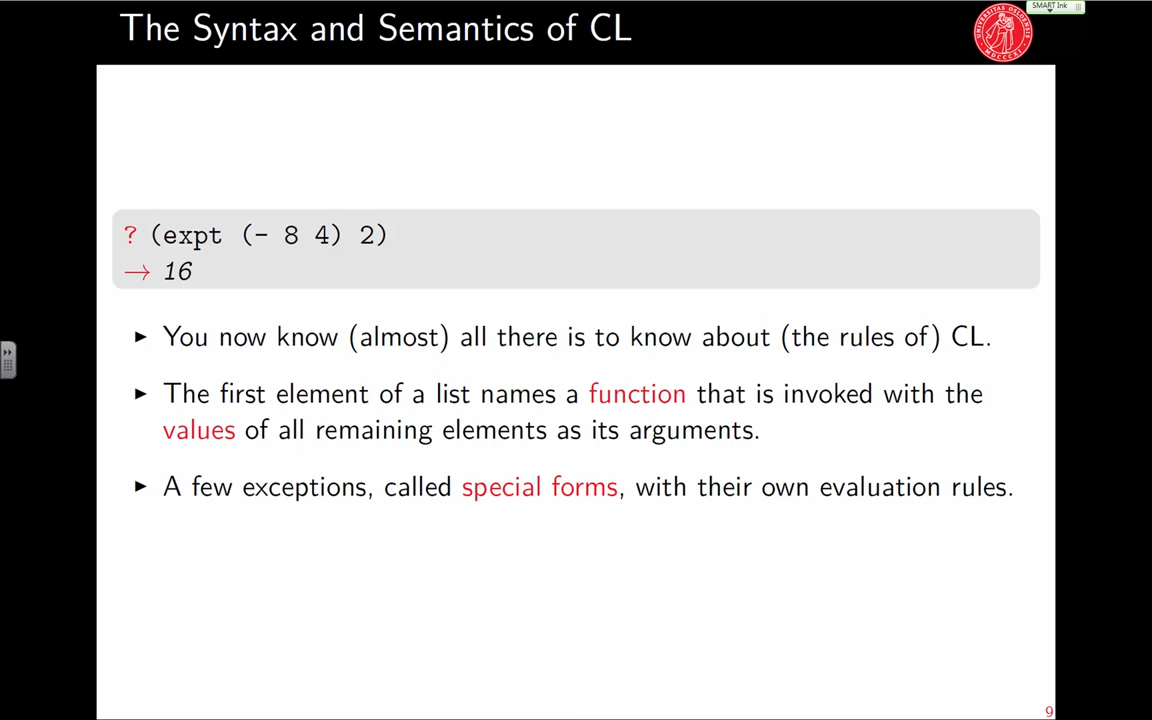 The Syntax and Semantics of CL
SMART Ink
UNIVERSITAS OSLOENSIS
MDCCCXI
? (expt (- 8 4) 2)
→ 16
► You now know (almost) all there is to know about (the rules of) CL.
► The first element of a list names a function that is invoked with the
values of all remaining elements as its arguments.
► A few exceptions, called special forms, with their own evaluation rules.
9